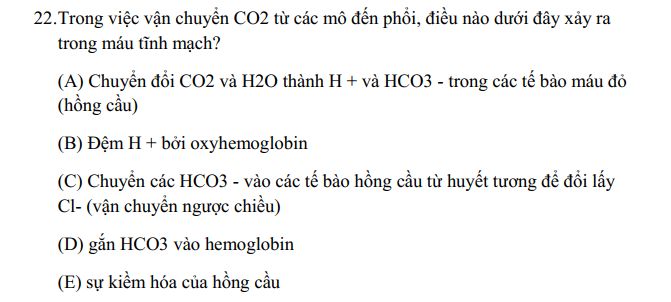 22.Trong việc vận chuyển CO2 từ các mô đến phổi, điều nào dưới đây xảy ra
trong máu tĩnh mạch?
(A) Chuyển đổi CO2 và H2O thành H + và HCO3 - trong các tế bào máu đỏ
(hồng cầu)
(B) Đệm H + bởi oxyhemoglobin
(C) Chuyển các HCO3 - vào các tế bào hồng cầu từ huyết tương để đổi lấy
Cl- (vận chuyển ngược chiều)
(D) gắn HCO3 vào hemoglobin
(E) sự kiềm hóa của hồng cầu